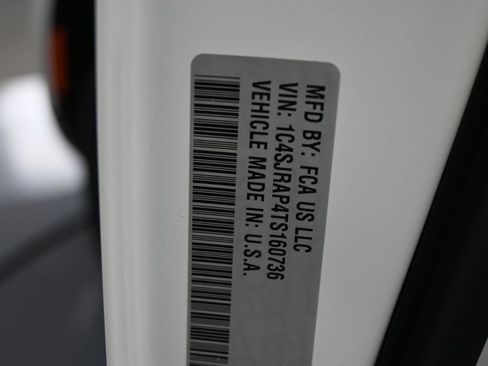 MFD BY: FCA US LLC
VIN: 1C4SJRAP4TS160736
VEHICLE MADE IN: U.S.A.